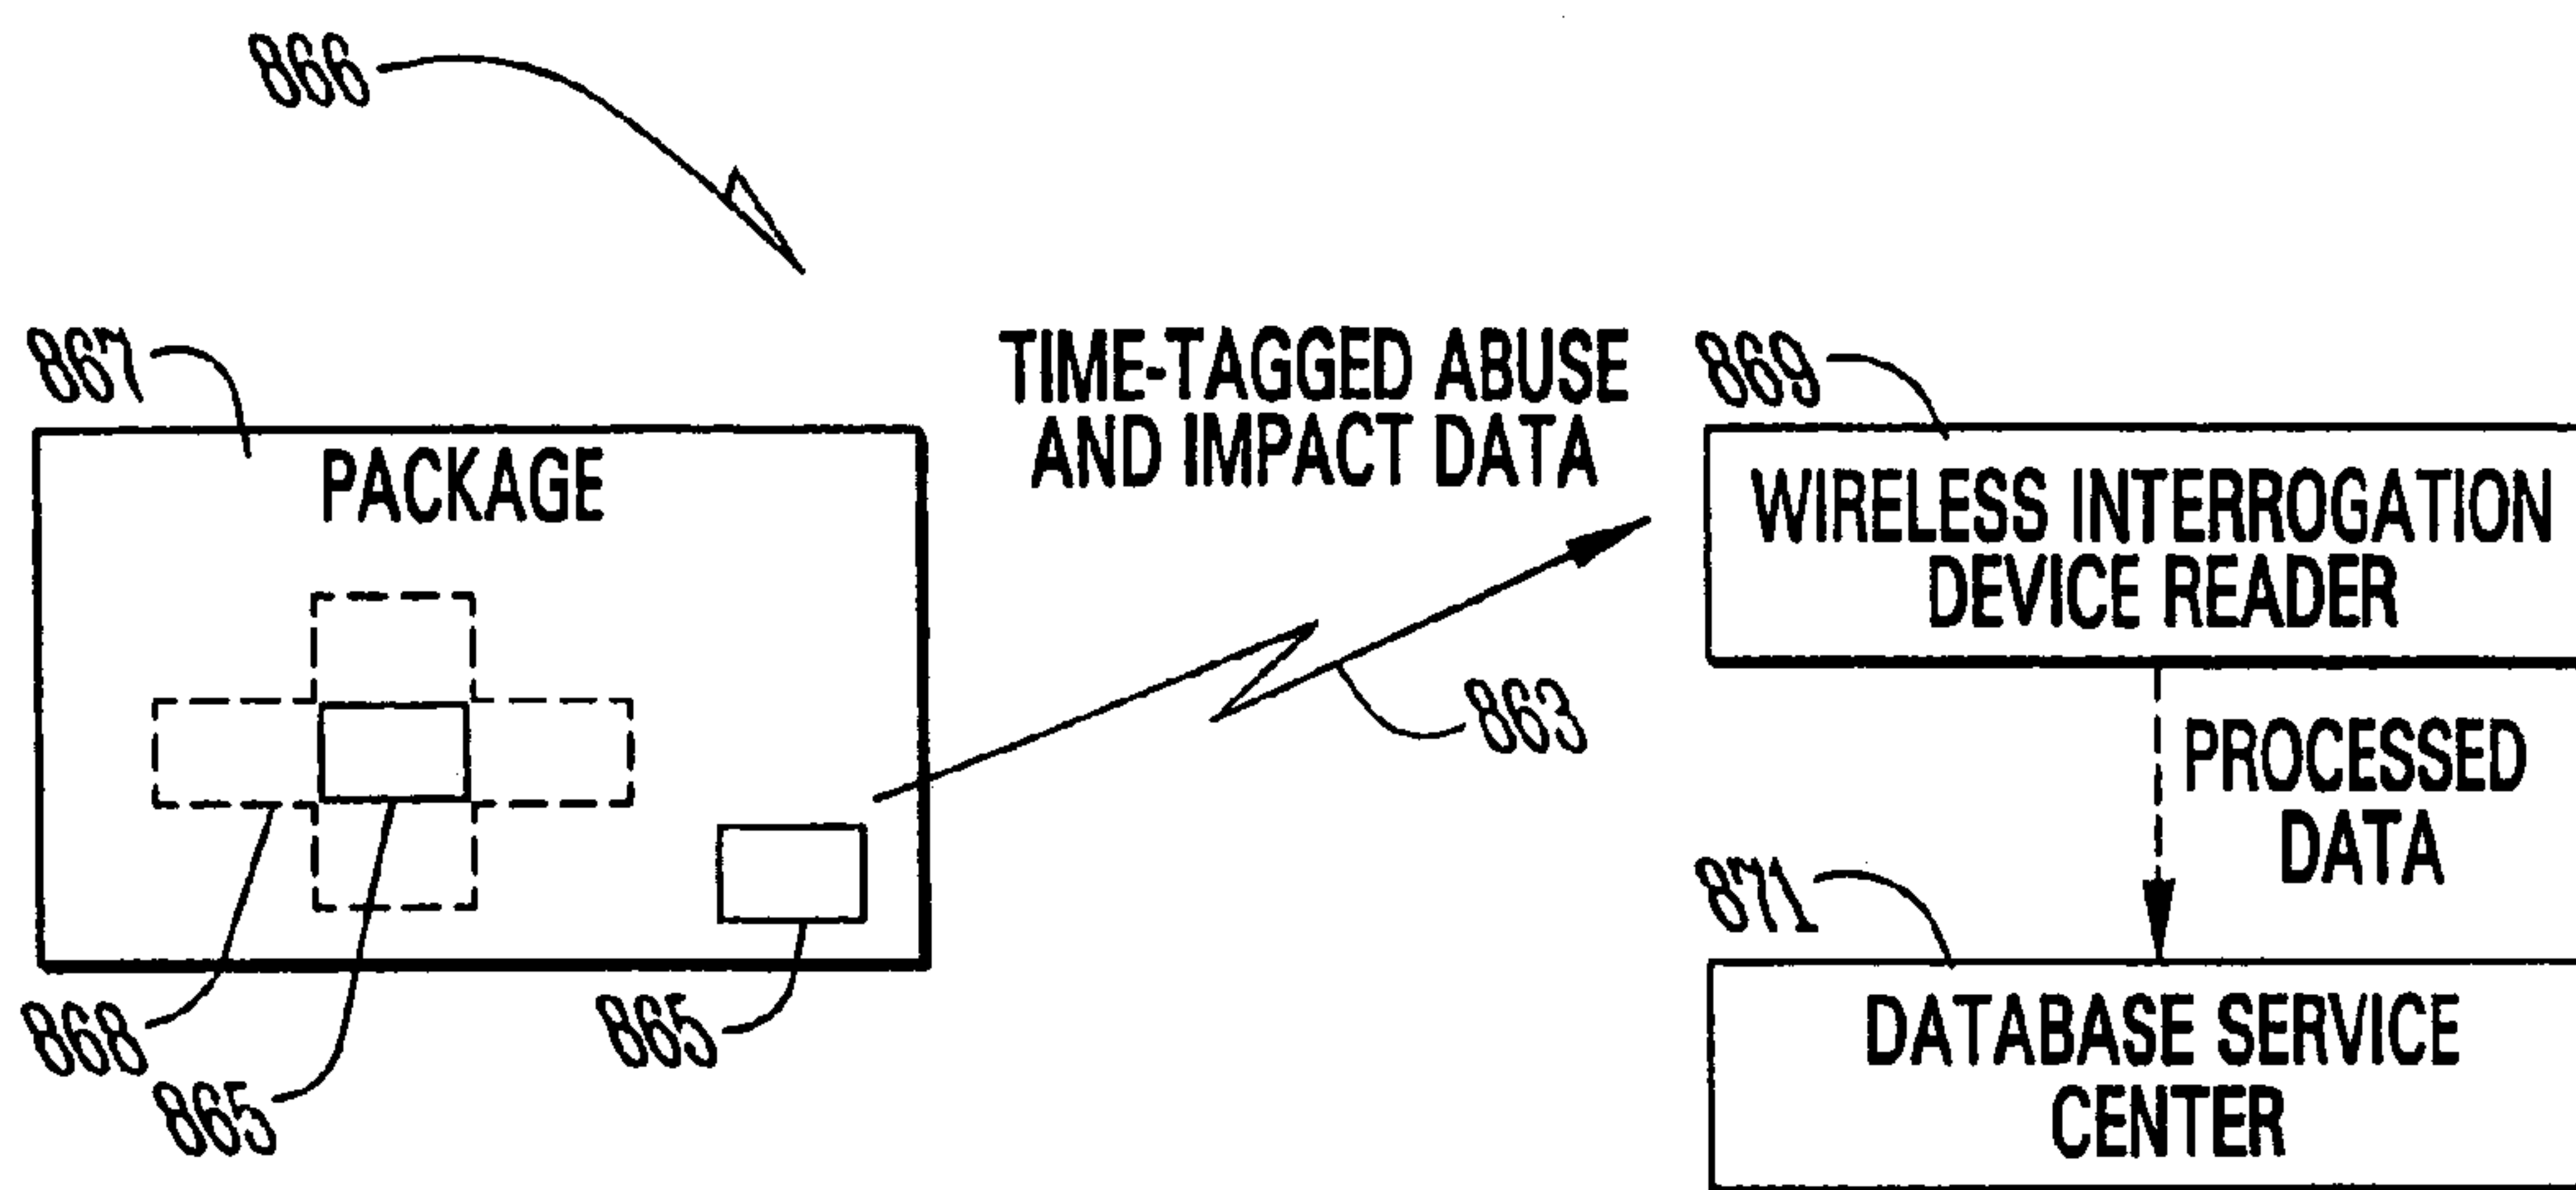 866
867
PACKAGE
TIME-TAGGED ABUSE
AND IMPACT DATA
869
WIRELESS INTERROGATION
DEVICE READER
863
PROCESSED
DATA
871
DATABASE SERVICE
CENTER
868
865
865